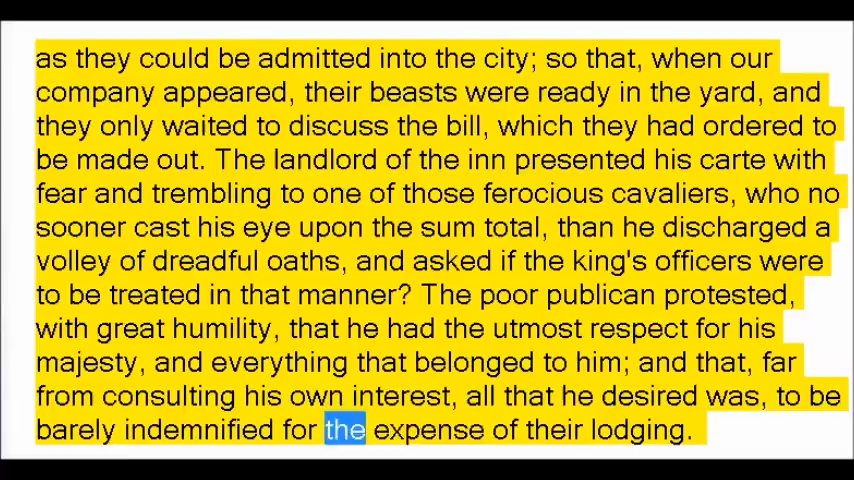 as they could be admitted into the city; so that, when our
company appeared, their beasts were ready in the yard, and
they only waited to discuss the bill, which they had ordered to
be made out. The landlord of the inn presented his carte with
fear and trembling to one of those ferocious cavaliers, who no
sooner cast his eye upon the sum total, than he discharged a
volley of dreadful oaths, and asked if the king's officers were
to be treated in that manner? The poor publican protested,
with great humility, that he had the utmost respect for his
majesty, and everything that belonged to him; and that, far
from consulting his own interest, all that he desired was, to be
barely indemnified for the expense of their lodging.